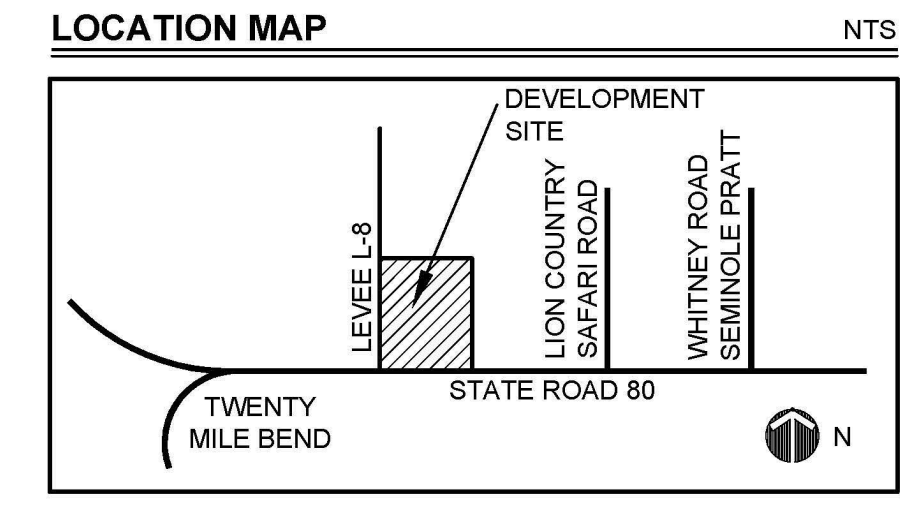 LOCATION MAP
NTS
DEVELOPMENT
SITE
LEVEE L-8
LION COUNTRY
SAFARI ROAD
WHITNEY ROAD
SEMINOLE PRATT
STATE ROAD 80
TWENTY
MILE BEND
N